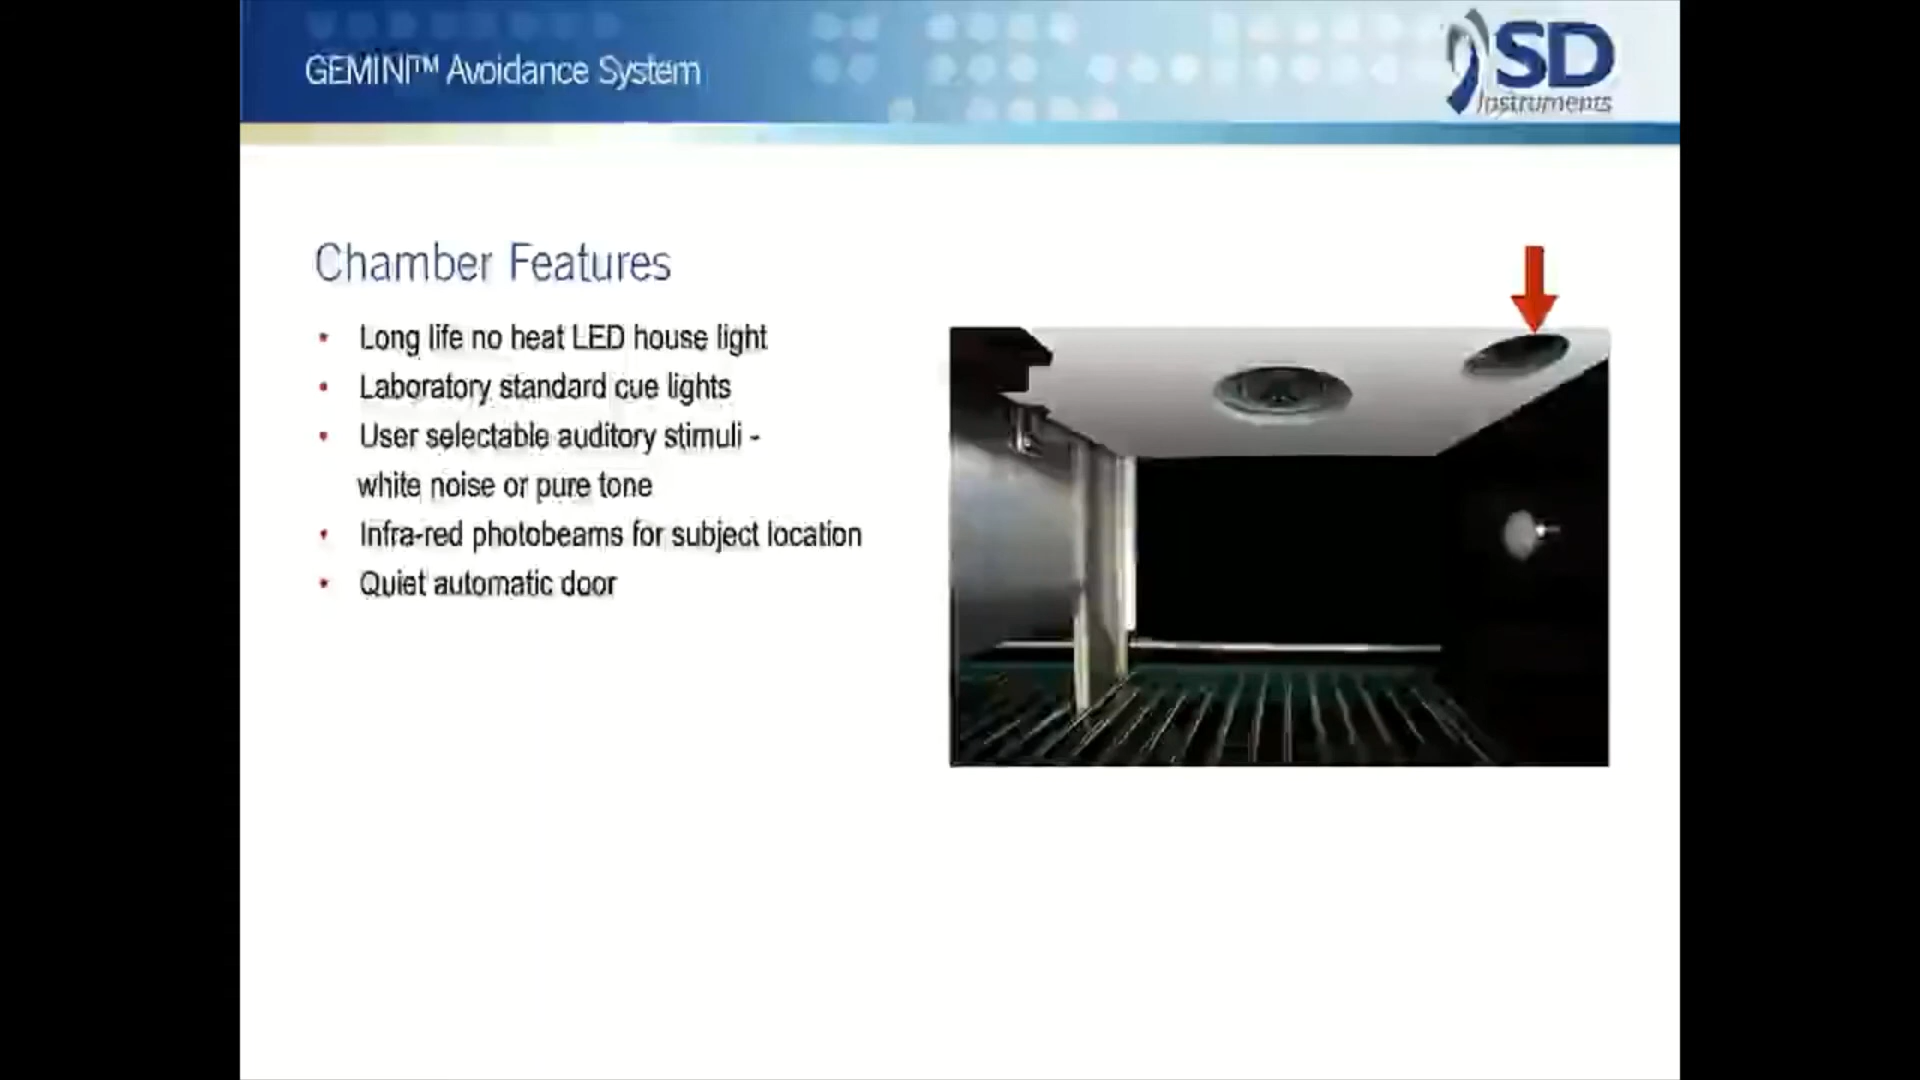 GEMINI™ Avoidance System
SD
Instruments
Chamber Features
• Long life no heat LED house light
• Laboratory standard cue lights
• User selectable auditory stimuli -
white noise or pure tone
• Infra-red photobeams for subject location
• Quiet automatic door